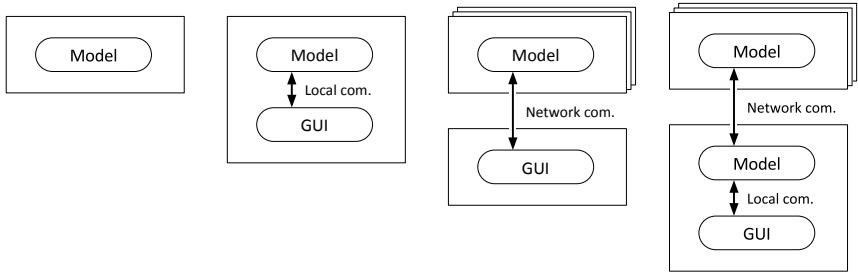 Model
Model
Local com.
GUI
Model
Network com.
GUI
Model
Network com.
Model
Local com.
GUI